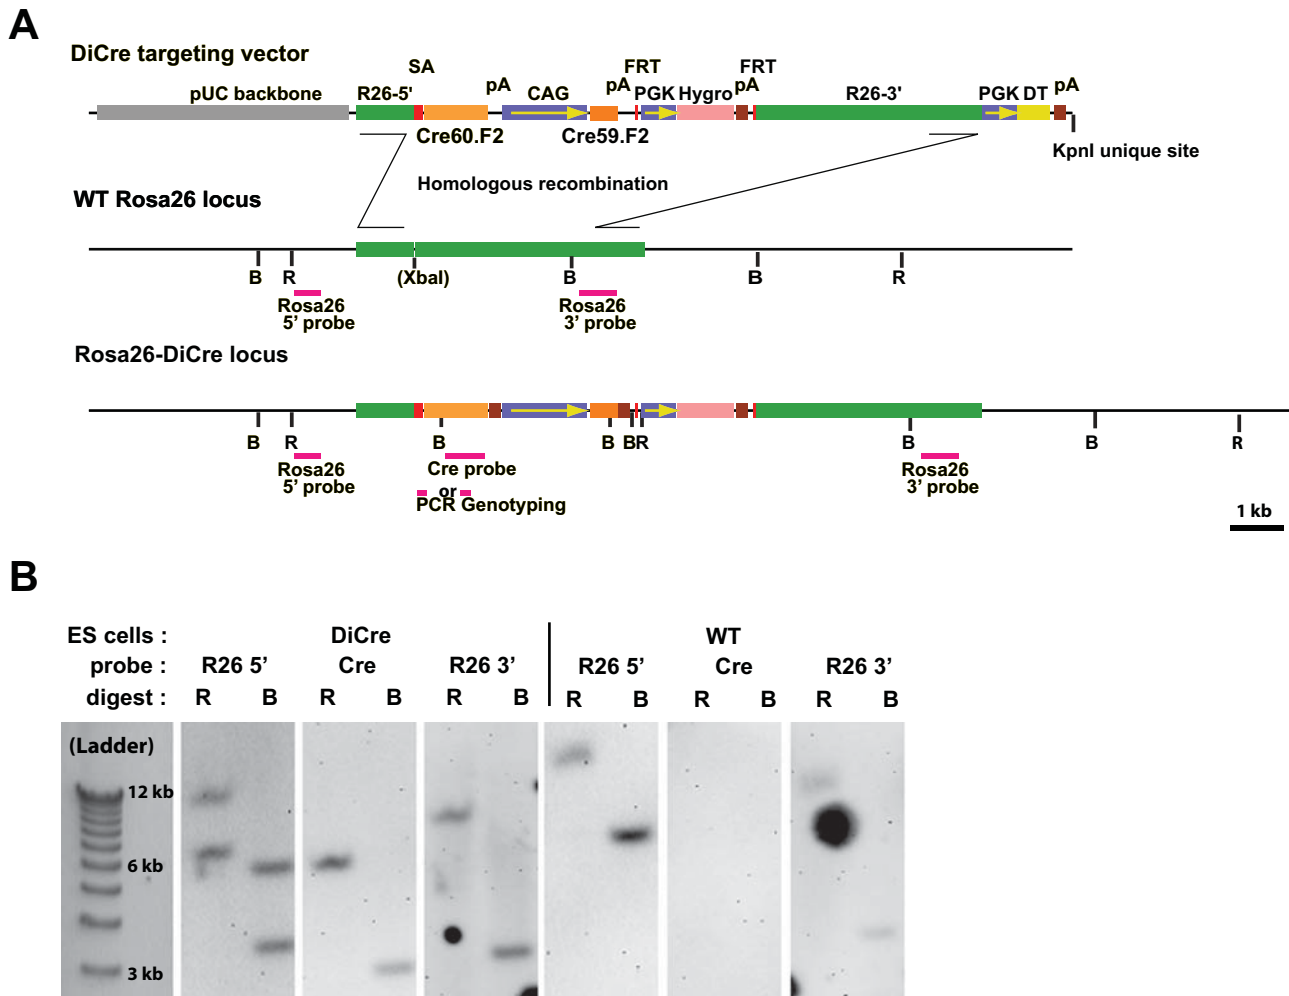 A
DiCre targeting vector
SA FRT FRT
pUC backbone R26-5' pA CAG pA PGK Hygro pA R26-3' PGK DT pA
Cre60.F2 Cre59.F2
KpnI unique site
Homologous recombination
WT Rosa26 locus
B R (XbaI) B B R
Rosa26 5’ probe
Rosa26 3’ probe
Rosa26-DiCre locus
B R B B B R B B R
Rosa26 5’ probe
Cre probe
or
PCR Genotyping
Rosa26 3’ probe
1 kb
B
ES cells : DiCre WT
probe : R26 5’ Cre R26 3’ R26 5’ Cre R26 3’
digest : R B R B R B R B R B R B
(Ladder)
12 kb
6 kb
3 kb